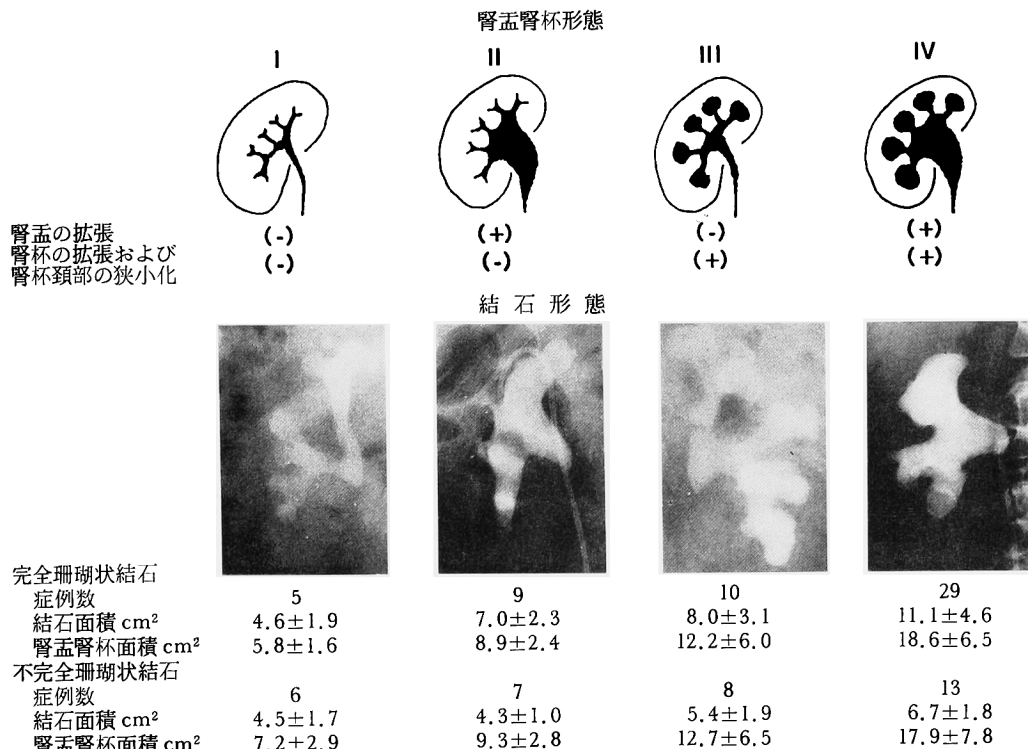 腎盂腎杯形態
I II III IV
腎盂の拡張 (-) (+) (-) (+)
腎杯の拡張および
腎杯頚部の狭小化 (-) (-) (+) (+)
結石形態
完全珊瑚状結石
症例数 5 9 10 29
結石面積 cm² 4.6±1.9 7.0±2.3 8.0±3.1 11.1±4.6
腎盂腎杯面積 cm² 5.8±1.6 8.9±2.4 12.2±6.0 18.6±6.5
不完全珊瑚状結石
症例数 6 7 8 13
結石面積 cm² 4.5±1.7 4.3±1.0 5.4±1.9 6.7±1.8
腎盂腎杯面積 cm² 7.2±2.9 9.3±2.8 12.7±6.5 17.9±7.8